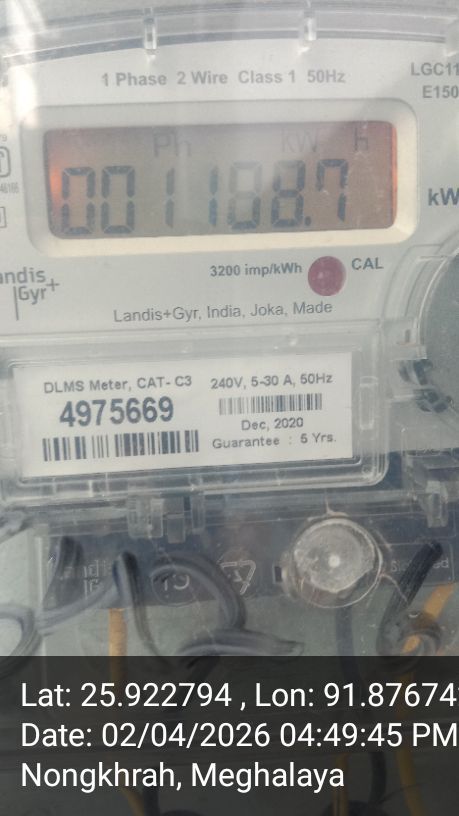 1 Phase 2 Wire Class 1 50Hz
LGC11
E150
Ph kW h
kW
3200 imp/kWh CAL
Landis+Gyr, India, Joka, Made
DLMS Meter, CAT- C3
4975669
240V, 5-30 A, 50Hz
Dec, 2020
Guarantee : 5 Yrs.
Lat: 25.922794 , Lon: 91.87674
Date: 02/04/2026 04:49:45 PM
Nongkhrah, Meghalaya